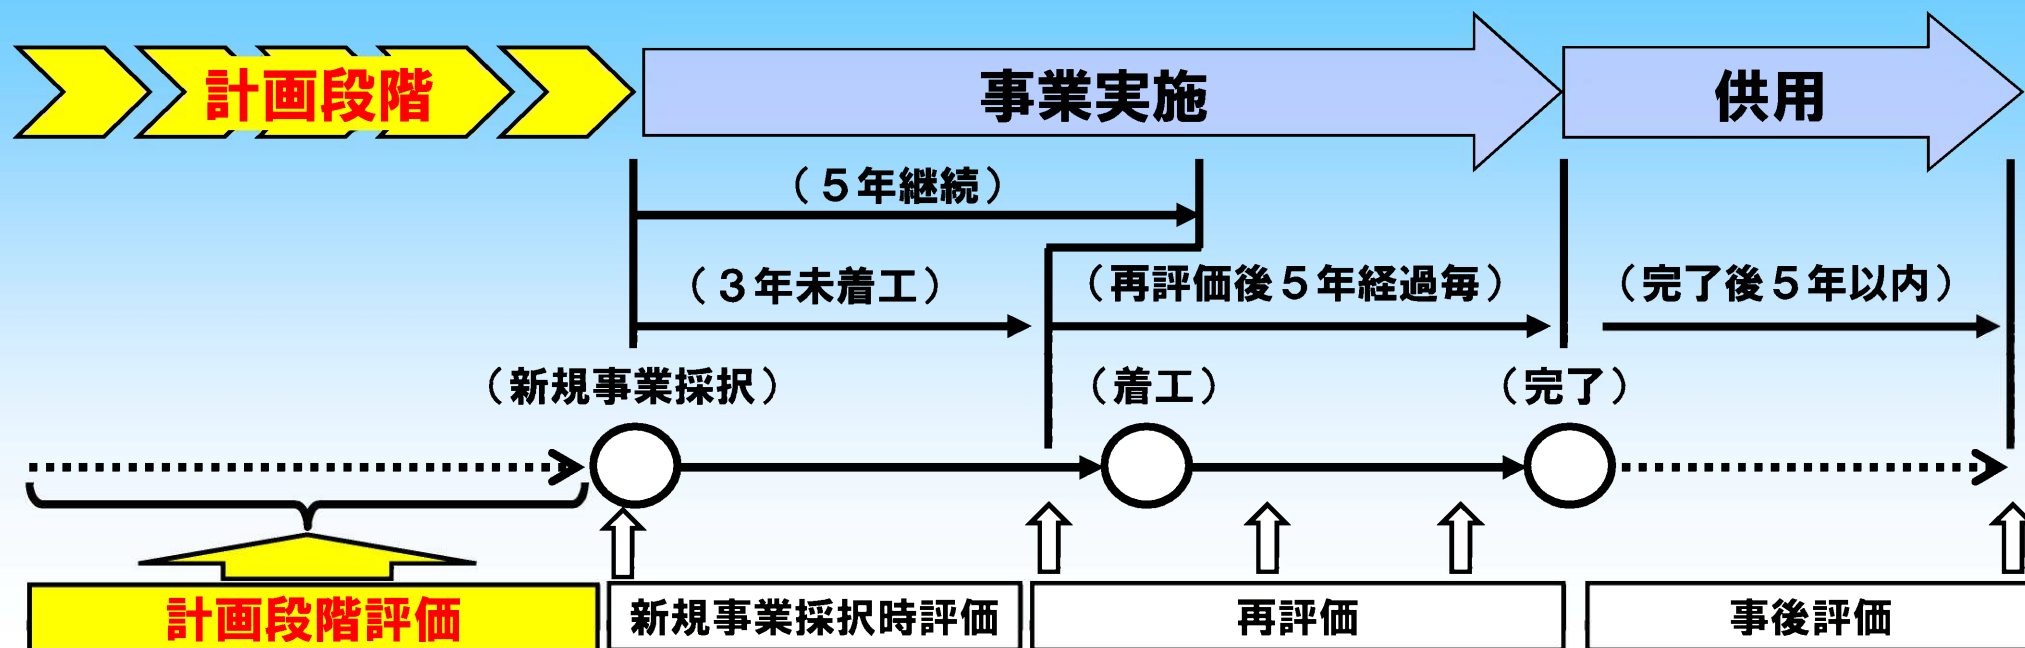 計画段階
事業実施
供用
（５年継続）
（３年未着工）
（再評価後５年経過毎）
（完了後５年以内）
（新規事業採択）
（着工）
（完了）
計画段階評価
新規事業採択時評価
再評価
事後評価